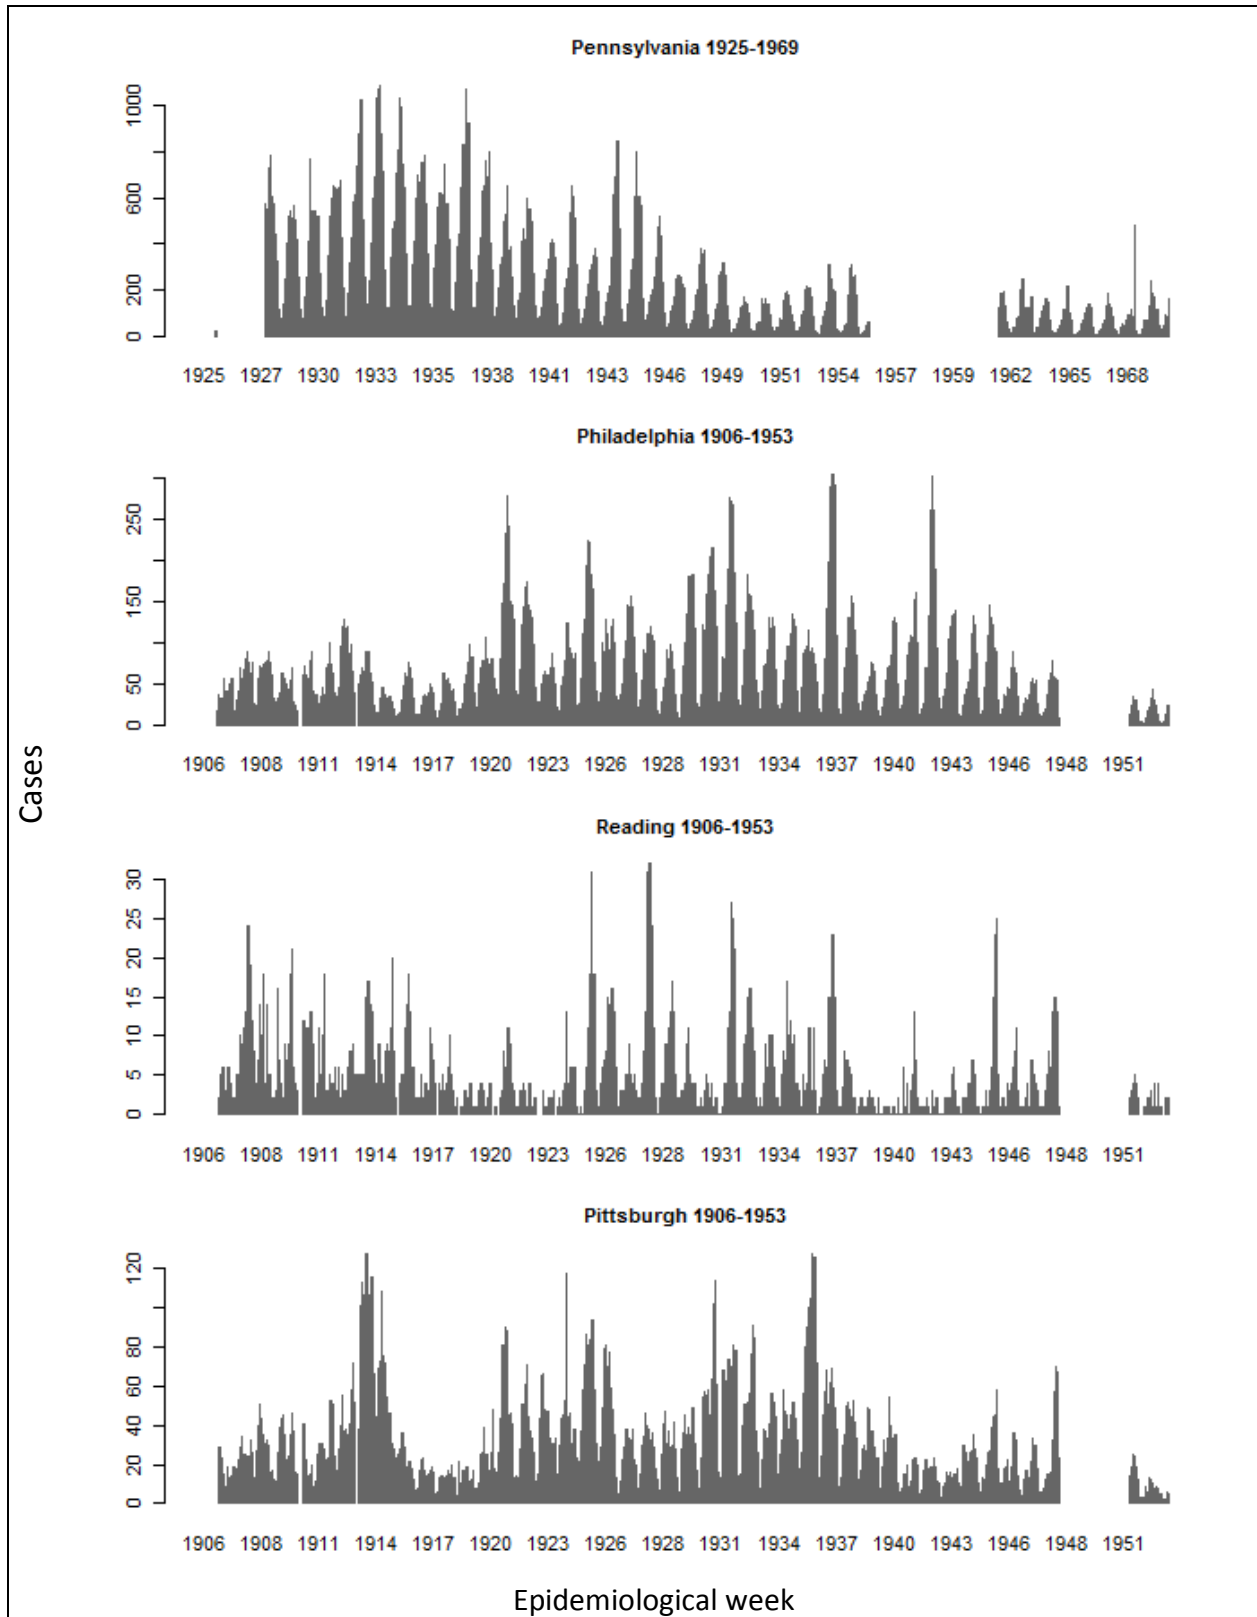 Pennsylvania 1925-1969
1000
600
200
0
1925 1927 1930 1933 1935 1938 1941 1943 1946 1949 1951 1954 1957 1959 1962 1965 1968
Philadelphia 1906-1953
250
150
50
0
1906 1908 1911 1914 1917 1920 1923 1926 1928 1931 1934 1937 1940 1943 1946 1948 1951
Cases
Reading 1906-1953
30
25
20
15
10
5
0
1906 1908 1911 1914 1917 1920 1923 1926 1928 1931 1934 1937 1940 1943 1946 1948 1951
Pittsburgh 1906-1953
120
80
60
40
20
0
1906 1908 1911 1914 1917 1920 1923 1926 1928 1931 1934 1937 1940 1943 1946 1948 1951
Epidemiological week